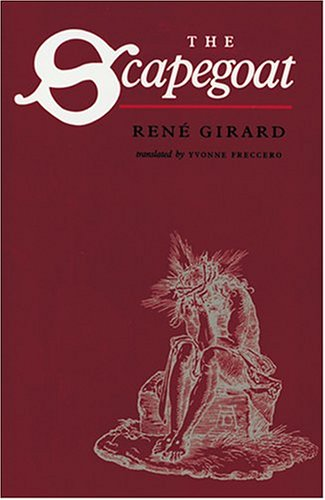 THE
Scapegoat
RENÉ GIRARD
translated by YVONNE FRECCERO